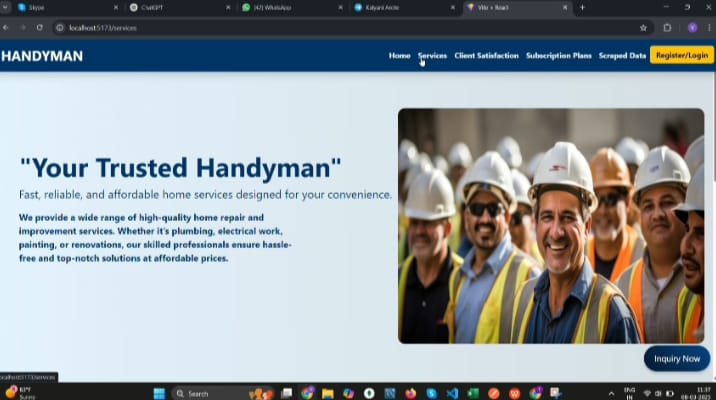 Skype
ChatGPT
(42) WhatsApp
Vite + React
localhost:5173/services
HANDYMAN
Home
Services
Client Satisfaction
Subscription Plans
Scraped Data
Register/Login
"Your Trusted Handyman"
Fast, reliable, and affordable home services designed for your convenience.
We provide a wide range of high-quality home repair and
improvement services. Whether it's plumbing, electrical work,
painting, or renovations, our skilled professionals ensure hassle-
free and top-notch solutions at affordable prices.
Inquiry Now
localhost:5173/services
Sunny
Search
ENG
IN
11:37
08-03-2025